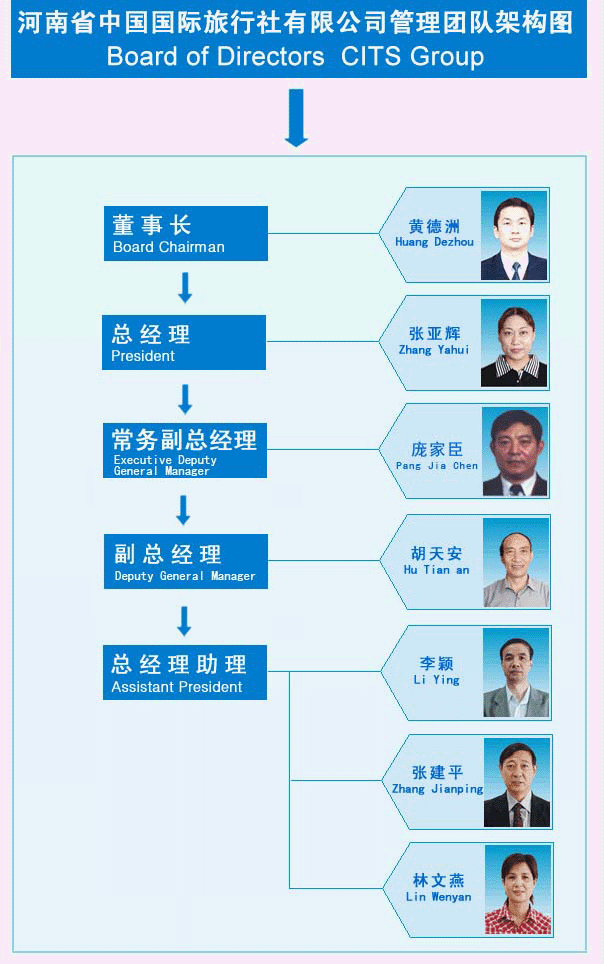 河南省中国国际旅行社有限公司管理团队架构图
Board of Directors CITS Group
董事长
Board Chairman
黄德洲
Huang Dezhou
总经理
President
张亚辉
Zhang Yahui
常务副总经理
Executive Deputy
General Manager
庞家臣
Pang Jia Chen
副总经理
Deputy General Manager
胡天安
Hu Tian an
总经理助理
Assistant President
李颖
Li Ying
张建平
Zhang Jianping
林文燕
Lin Wenyan